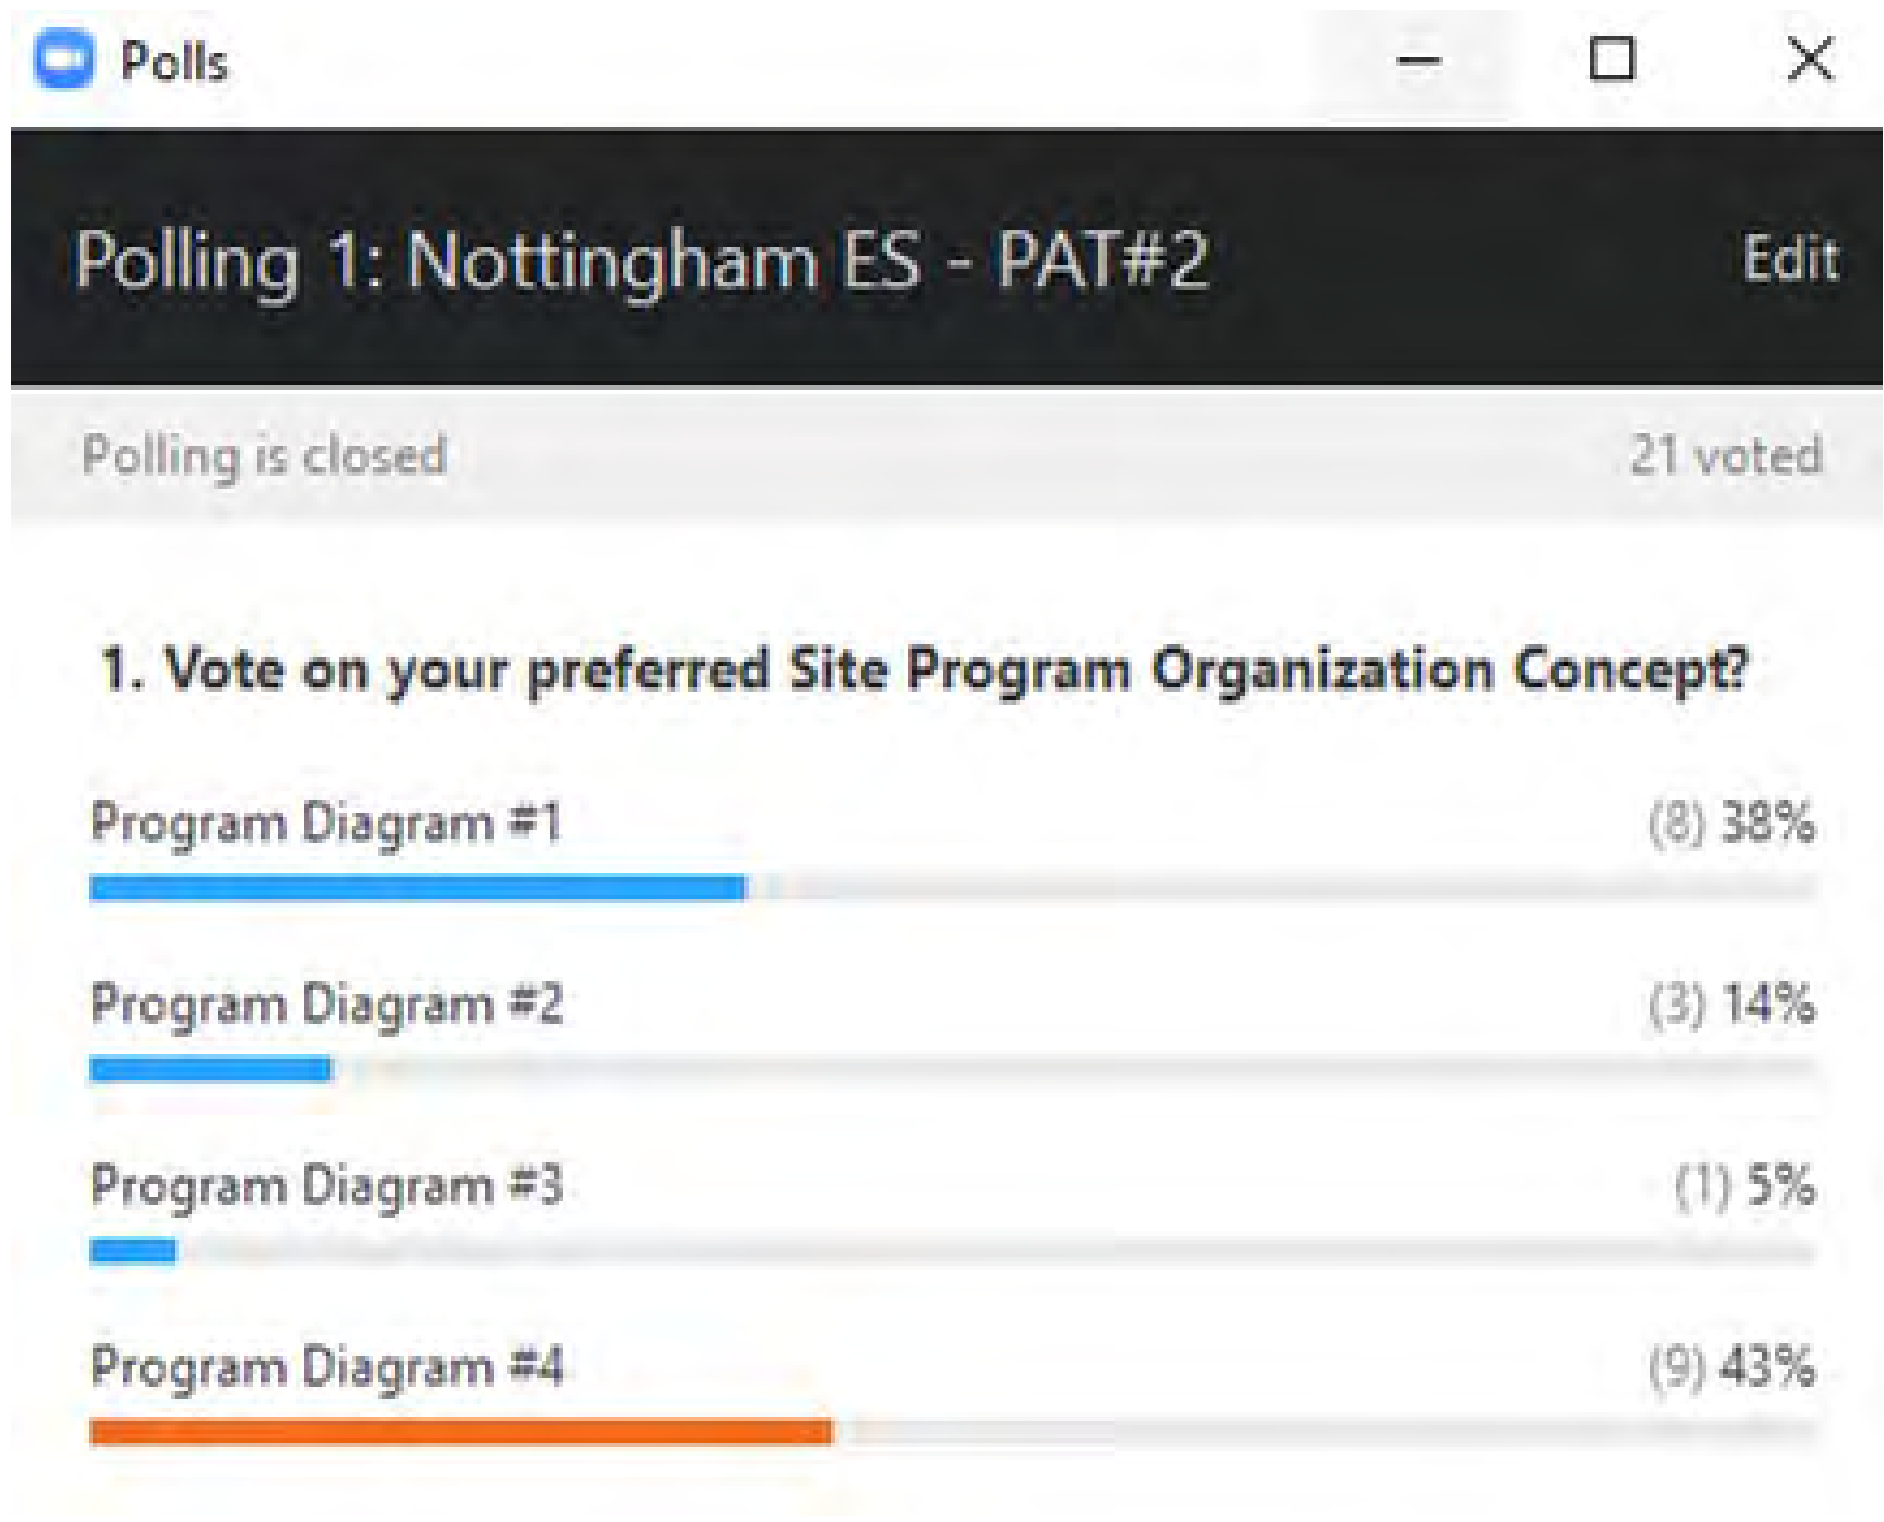 Polls
Polling 1: Nottingham ES - PAT#2 Edit
Polling is closed 21 voted
1. Vote on your preferred Site Program Organization Concept?
Program Diagram #1 (8) 38%
Program Diagram #2 (3) 14%
Program Diagram #3 (1) 5%
Program Diagram #4 (9) 43%